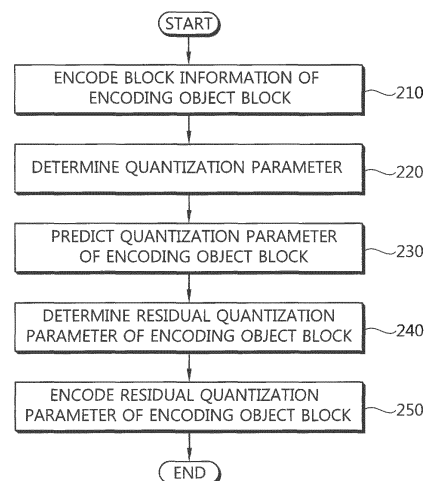 START
ENCODE BLOCK INFORMATION OF
ENCODING OBJECT BLOCK
210
DETERMINE QUANTIZATION PARAMETER
220
PREDICT QUANTIZATION PARAMETER
OF ENCODING OBJECT BLOCK
230
DETERMINE RESIDUAL QUANTIZATION
PARAMETER OF ENCODING OBJECT BLOCK
240
ENCODE RESIDUAL QUANTIZATION
PARAMETER OF ENCODING OBJECT BLOCK
250
END